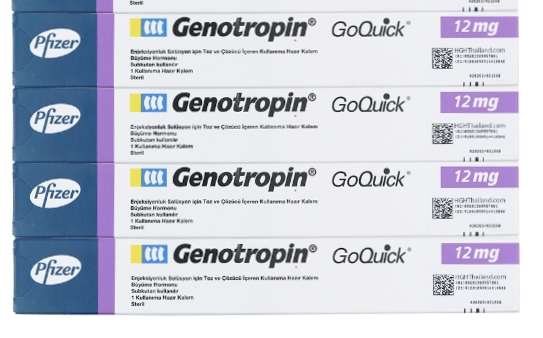 Pfizer
Genotropin® GoQuick®
12 mg
Enjeksiyonluk Solüsyon için Toz ve Çözücü İçeren Kullanıma Hazır Kalem
Büyüme Hormonu
Subkutan kullanılır
1 Kullanıma Hazır Kalem
Steril
HGHThailand.com
Pfizer
Genotropin® GoQuick®
12 mg
Enjeksiyonluk Solüsyon için Toz ve Çözücü İçeren Kullanıma Hazır Kalem
Büyüme Hormonu
Subkutan kullanılır
1 Kullanıma Hazır Kalem
Steril
HGHThailand.com
Pfizer
Genotropin® GoQuick®
12 mg
Enjeksiyonluk Solüsyon için Toz ve Çözücü İçeren Kullanıma Hazır Kalem
Büyüme Hormonu
Subkutan kullanılır
1 Kullanıma Hazır Kalem
Steril
HGHThailand.com
Pfizer
Genotropin® GoQuick®
12 mg
Enjeksiyonluk Solüsyon için Toz ve Çözücü İçeren Kullanıma Hazır Kalem
Büyüme Hormonu
Subkutan kullanılır
1 Kullanıma Hazır Kalem
Steril
HGHThailand.com